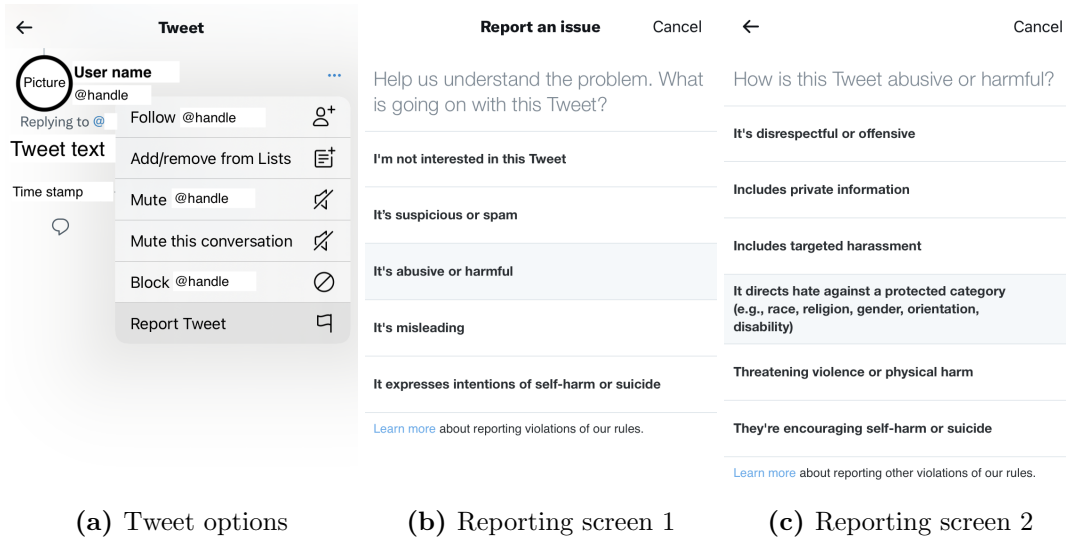 Tweet
Picture
User name
@handle
Replying to @
Tweet text
Time stamp
Follow @handle
Add/remove from Lists
Mute @handle
Mute this conversation
Block @handle
Report Tweet
(a) Tweet options
Report an issue
Cancel
Help us understand the problem. What
is going on with this Tweet?
I'm not interested in this Tweet
It’s suspicious or spam
It's abusive or harmful
It's misleading
It expresses intentions of self-harm or suicide
Learn more about reporting violations of our rules.
(b) Reporting screen 1
Cancel
How is this Tweet abusive or harmful?
It's disrespectful or offensive
Includes private information
Includes targeted harassment
It directs hate against a protected category
(e.g., race, religion, gender, orientation,
disability)
Threatening violence or physical harm
They're encouraging self-harm or suicide
Learn more about reporting other violations of our rules.
(c) Reporting screen 2